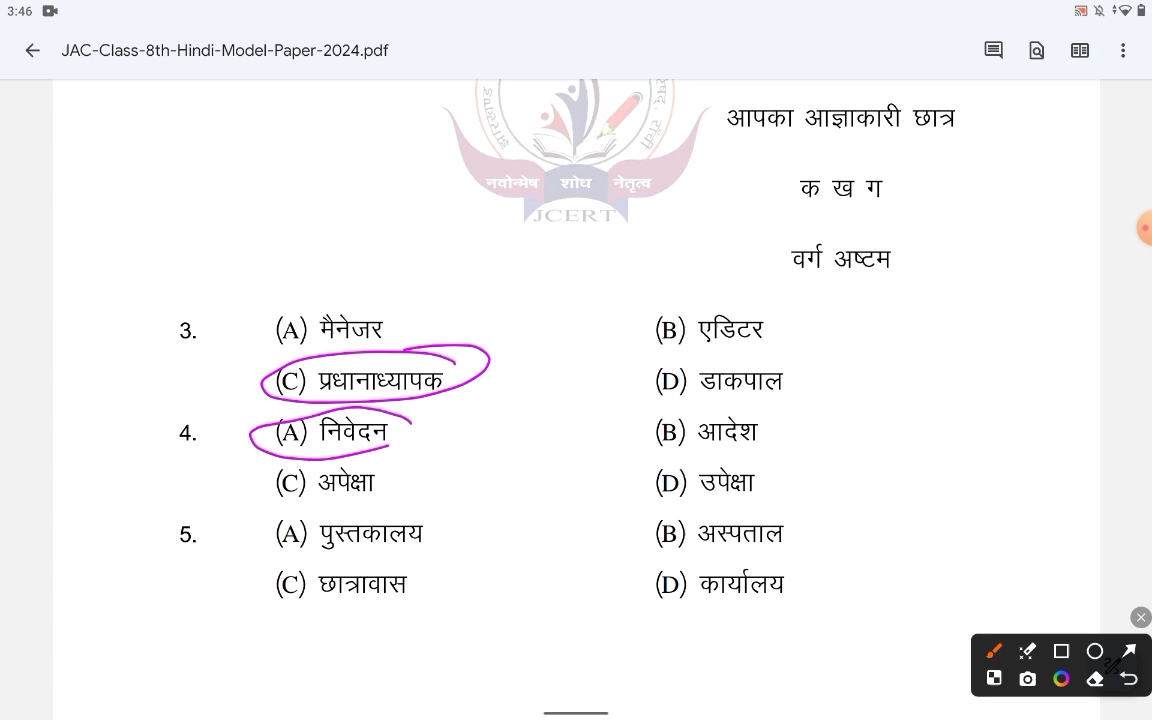 3:46
JAC-Class-8th-Hindi-Model-Paper-2024.pdf
आपका आज्ञाकारी छात्र
क ख ग
नवोन्मेष शोध नेतृत्व
JCERT
वर्ग अष्टम
3. (A) मैनेजर (B) एडिटर
(C) प्रधानाध्यापक (D) डाकपाल
4. (A) निवेदन (B) आदेश
(C) अपेक्षा (D) उपेक्षा
5. (A) पुस्तकालय (B) अस्पताल
(C) छात्रावास (D) कार्यालय